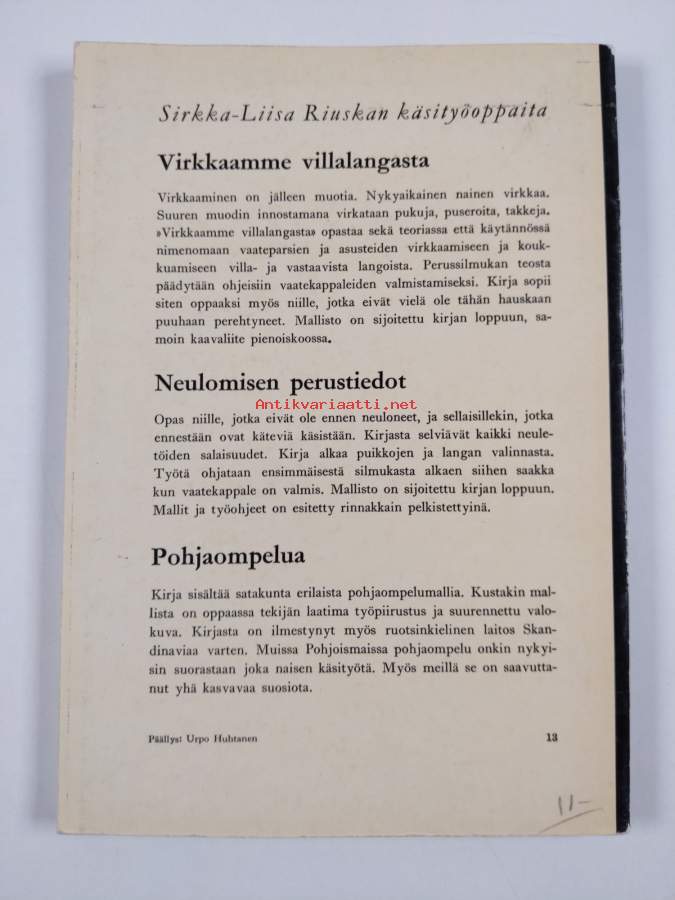 Sirkka-Liisa Riuskan käsityöoppaita
Virkkaamme villalangasta
Virkkaaminen on jälleen muotia. Nykyaikainen nainen virkkaa.
Suuren muodin innostamana virkataan pukuja, puseroita, takkeja.
»Virkkaamme villalangasta» opastaa sekä teoriassa että käytännössä
nimenomaan vaateparsien ja asusteiden virkkaamiseen ja kouk-
kuamiseen villa- ja vastaavista langoista. Perussilmukan teosta
päädytään ohjeisiin vaatekappaleiden valmistamiseksi. Kirja sopii
siten oppaaksi myös niille, jotka eivät vielä ole tähän hauskaan
puuhaan perehtyneet. Mallisto on sijoitettu kirjan loppuun, sa-
moin kaavaliite pienoiskoossa.
Neulomisen perustiedot
Antikvariaatti.net
Opas niille, jotka eivät ole ennen neuloneet, ja sellaisillekin, jotka
ennestään ovat käteviä käsistään. Kirjasta selviävät kaikki neule-
töiden salaisuudet. Kirja alkaa puikkojen ja langan valinnasta.
Työtä ohjataan ensimmäisestä silmukasta alkaen siihen saakka
kun vaatekappale on valmis. Mallisto on sijoitettu kirjan loppuun.
Mallit ja työohjeet on esitetty rinnakkain pelkistettyinä.
Pohjaompelua
Kirja sisältää satakunta erilaista pohjaompelumallia. Kustakin mal-
lista on oppaassa tekijän laatima työpiirustus ja suurennettu valo-
kuva. Kirjasta on ilmestynyt myös ruotsinkielinen laitos Skan-
dinaviaa varten. Muissa Pohjoismaissa pohjaompelu onkin nykyi-
sin suorastaan joka naisen käsityötä. Myös meillä se on saavutta-
nut yhä kasvavaa suosiota.
Päällys: Urpo Huhtanen 13
11-